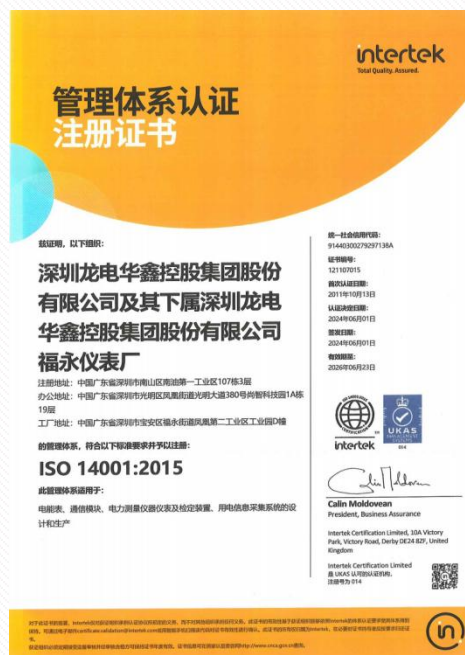 intertek
Total Quality. Assured.
管理体系认证
注册证书
兹证明，以下组织：
深圳龙电华鑫控股集团股份
有限公司及其下属深圳龙电
华鑫控股集团股份有限公司
福永仪表厂
注册地址：中国广东省深圳市南山区南油第一工业区107栋3层
办公地址：中国广东省深圳市光明区凤凰街道光明大道380号尚智科技园1A栋
19层
工厂地址：中国广东省深圳市宝安区福永街道凤凰第二工业区工业园D幢
的管理体系，符合以下标准要求并予以注册：
ISO 14001:2015
此管理体系适用于：
电能表、通信模块、电力测量仪器仪表及检定装置、用电信息采集系统的设
计和生产
统一社会信用代码：
91440300279297138A
证书编号：
121107015
首次认证日期：
2011年10月13日
认证决定日期：
2024年06月01日
签发日期：
2024年06月01日
有效期至：
2026年06月23日
intertek
UKAS
MANAGEMENT
SYSTEMS
014
Calin Moldovean
President, Business Assurance
Intertek Certification Limited, 10A Victory
Park, Victory Road, Derby DE24 8ZF, United
Kingdom
Intertek Certification Limited
是 UKAS 认可的认证机构，
注册号为 014